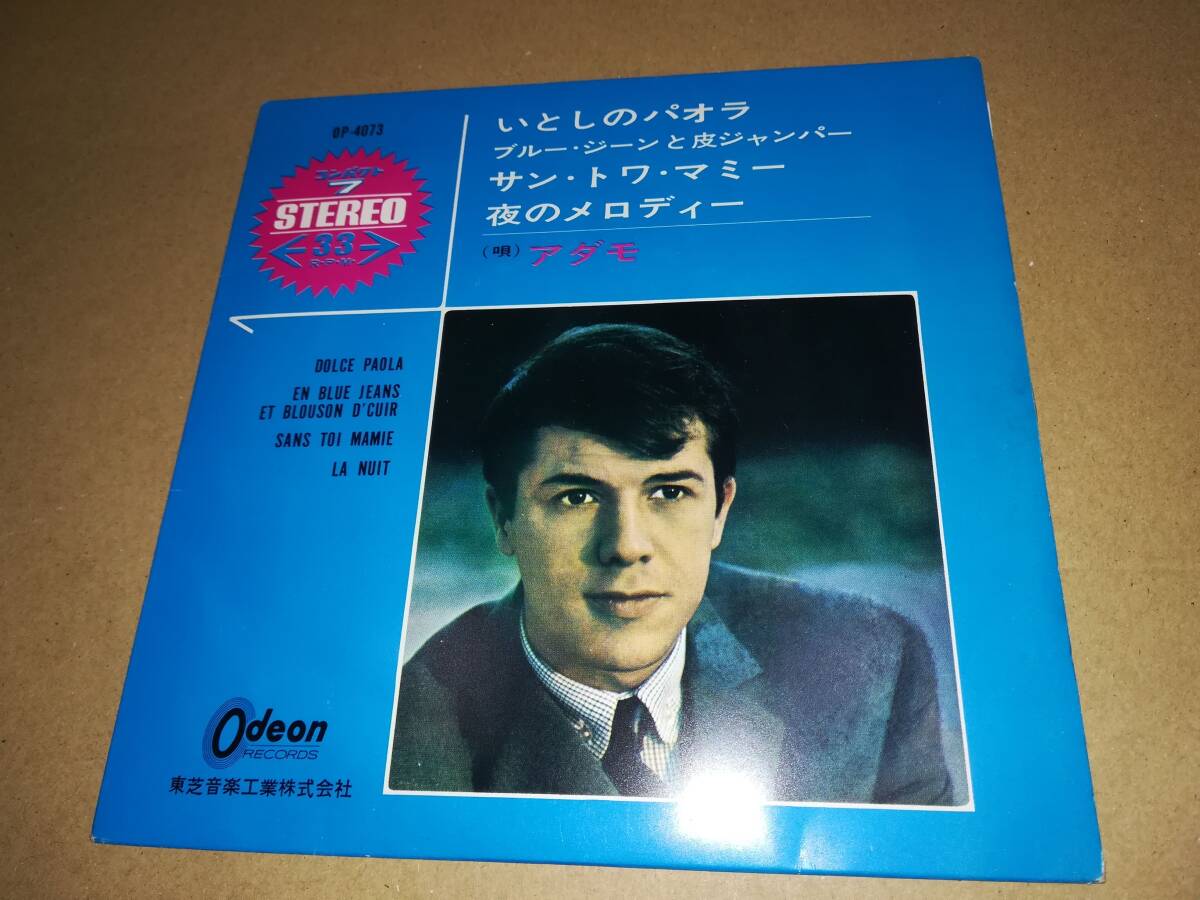 OP-4073
コンパクト
7
STEREO
33
R・P・M・
いとしのパオラ
ブルー・ジーンと皮ジャンパー
サン・トワ・マミー
夜のメロディー
(唄) アダモ
DOLCE PAOLA
EN BLUE JEANS
ET BLOUSON D'CUIR
SANS TOI MAMIE
LA NUIT
Odeon
RECORDS
東芝音楽工業株式会社